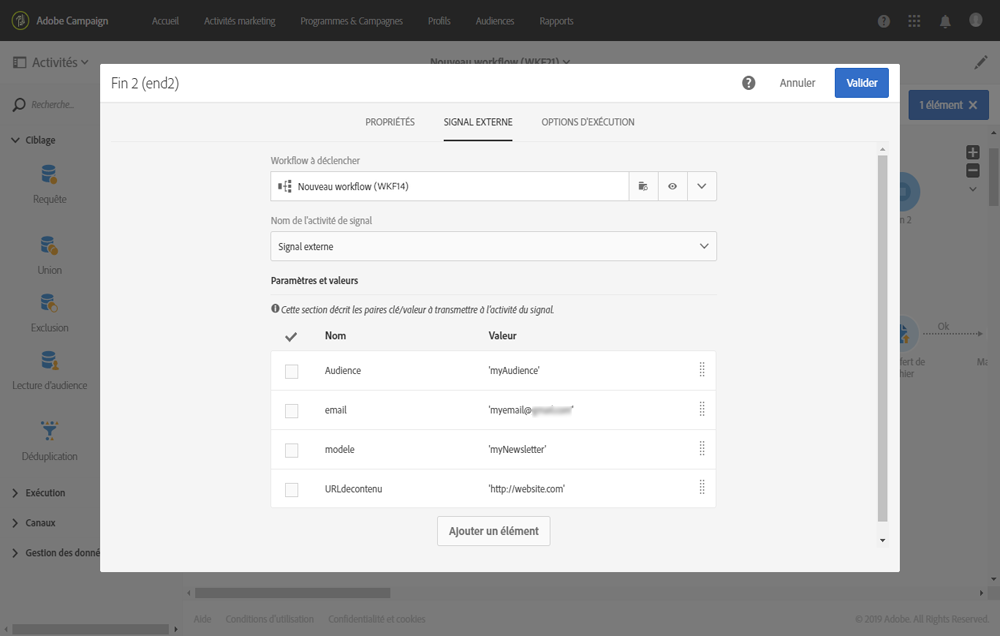 Adobe Campaign Accueil Activités marketing Programmes & Campagnes Profils Audiences Rapports
Activités Nouveau workflow (WKF21)
Fin 2 (end2) Annuler Valider
Recherche... 1 élément
PROPRIÉTÉS SIGNAL EXTERNE OPTIONS D'EXÉCUTION
Ciblage
Requête
Union
Exclusion
Lecture d'audience
Déduplication
Exécution
Canaux
Gestion des donné
Workflow à déclencher
Nouveau workflow (WKF14)
Nom de l'activité de signal
Signal externe
Paramètres et valeurs
Cette section décrit les paires clé/valeur à transmettre à l'activité du signal.
Nom Valeur
Audience 'myAudience'
email 'myemail@
modele 'myNewsletter'
URLdecontenu 'http://website.com'
Ajouter un élément
n 2
Ok
fert de
hier
Ma
Aide Conditions d'utilisation Confidentialité et cookies © 2019 Adobe. All Rights Reserved.